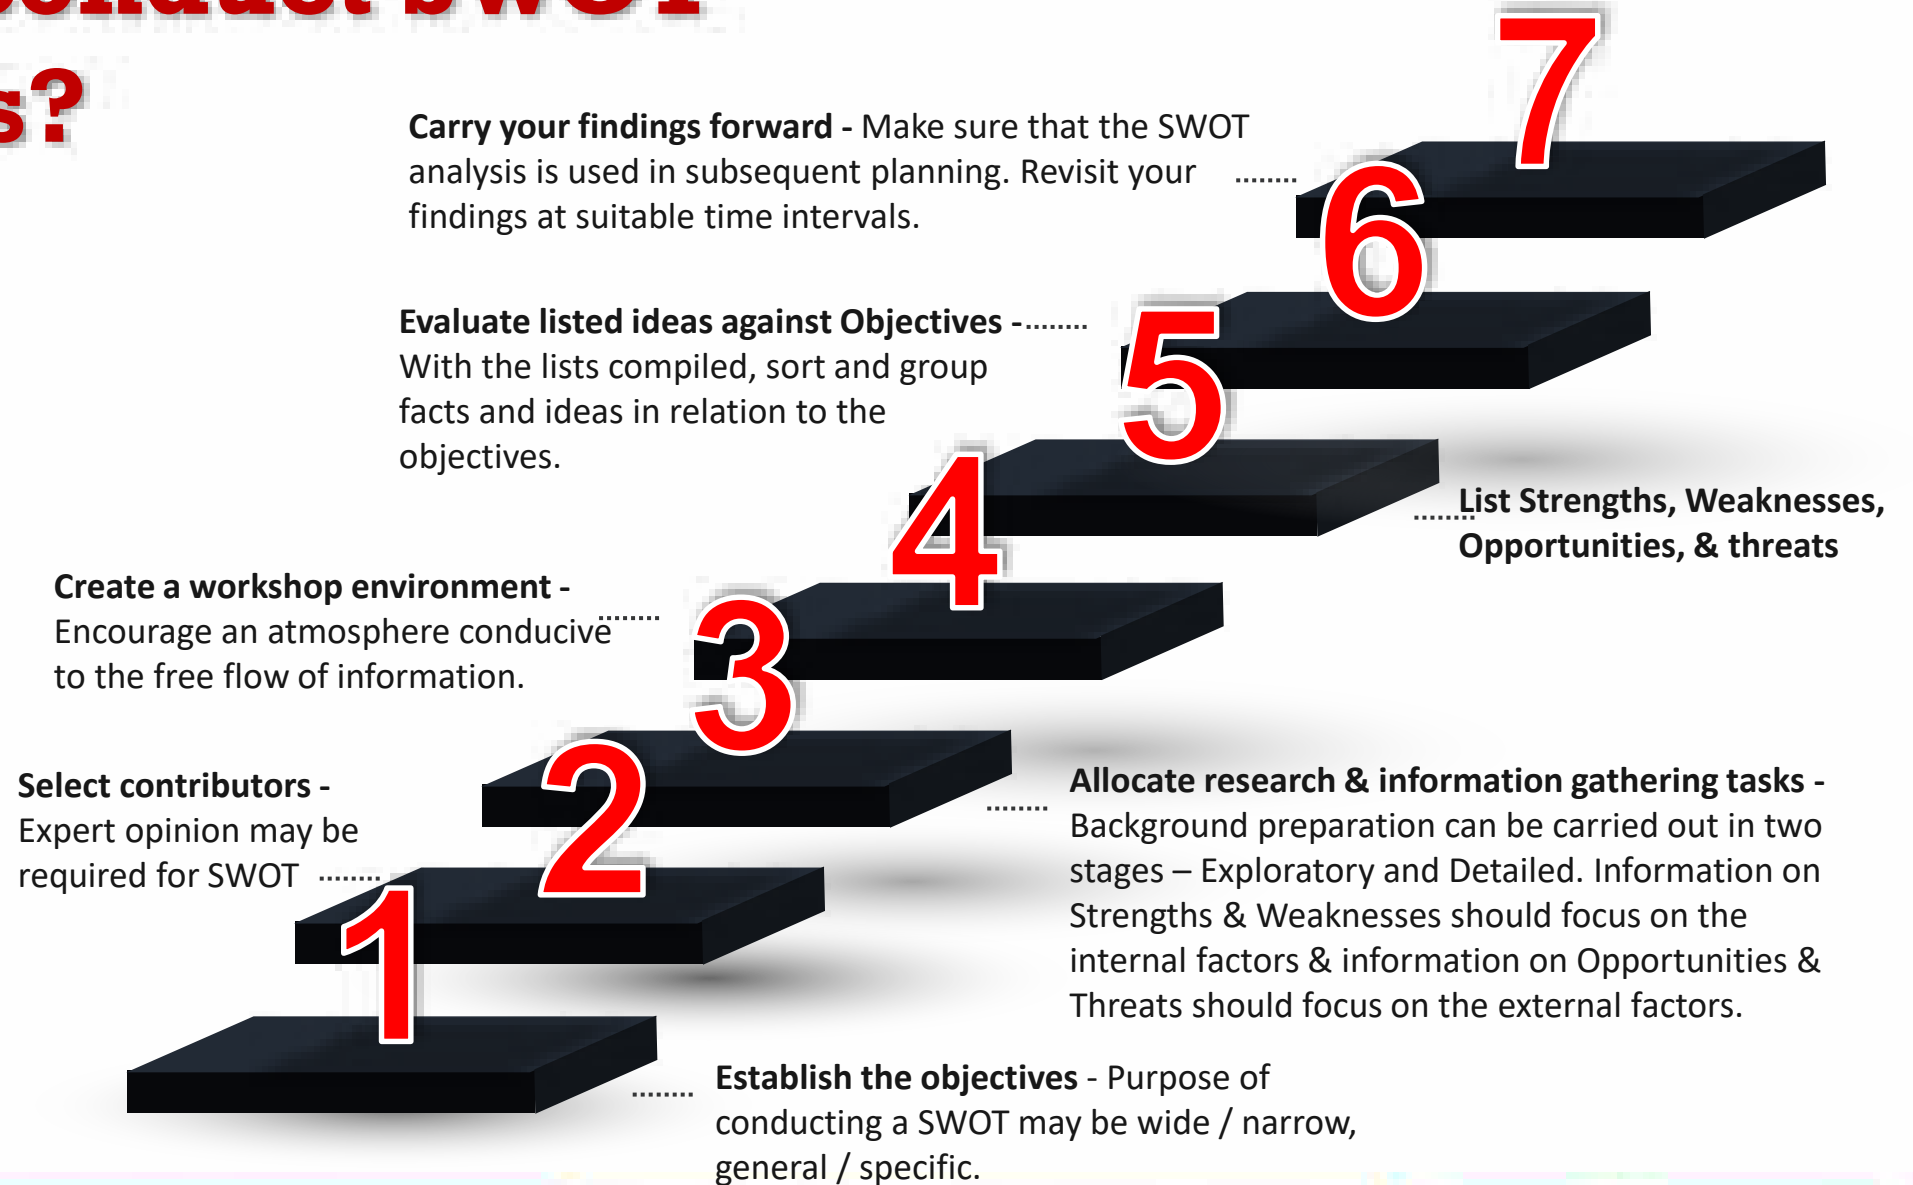 conduct SWOT
s?
7
Carry your findings forward - Make sure that the SWOT
analysis is used in subsequent planning. Revisit your
findings at suitable time intervals.
6
Evaluate listed ideas against Objectives -
With the lists compiled, sort and group
facts and ideas in relation to the
objectives.
5
List Strengths, Weaknesses,
Opportunities, & threats
4
Create a workshop environment -
Encourage an atmosphere conducive
to the free flow of information.
3
Allocate research & information gathering tasks -
Background preparation can be carried out in two
stages – Exploratory and Detailed. Information on
Strengths & Weaknesses should focus on the
internal factors & information on Opportunities &
Threats should focus on the external factors.
2
Select contributors -
Expert opinion may be
required for SWOT
1
Establish the objectives - Purpose of
conducting a SWOT may be wide / narrow,
general / specific.